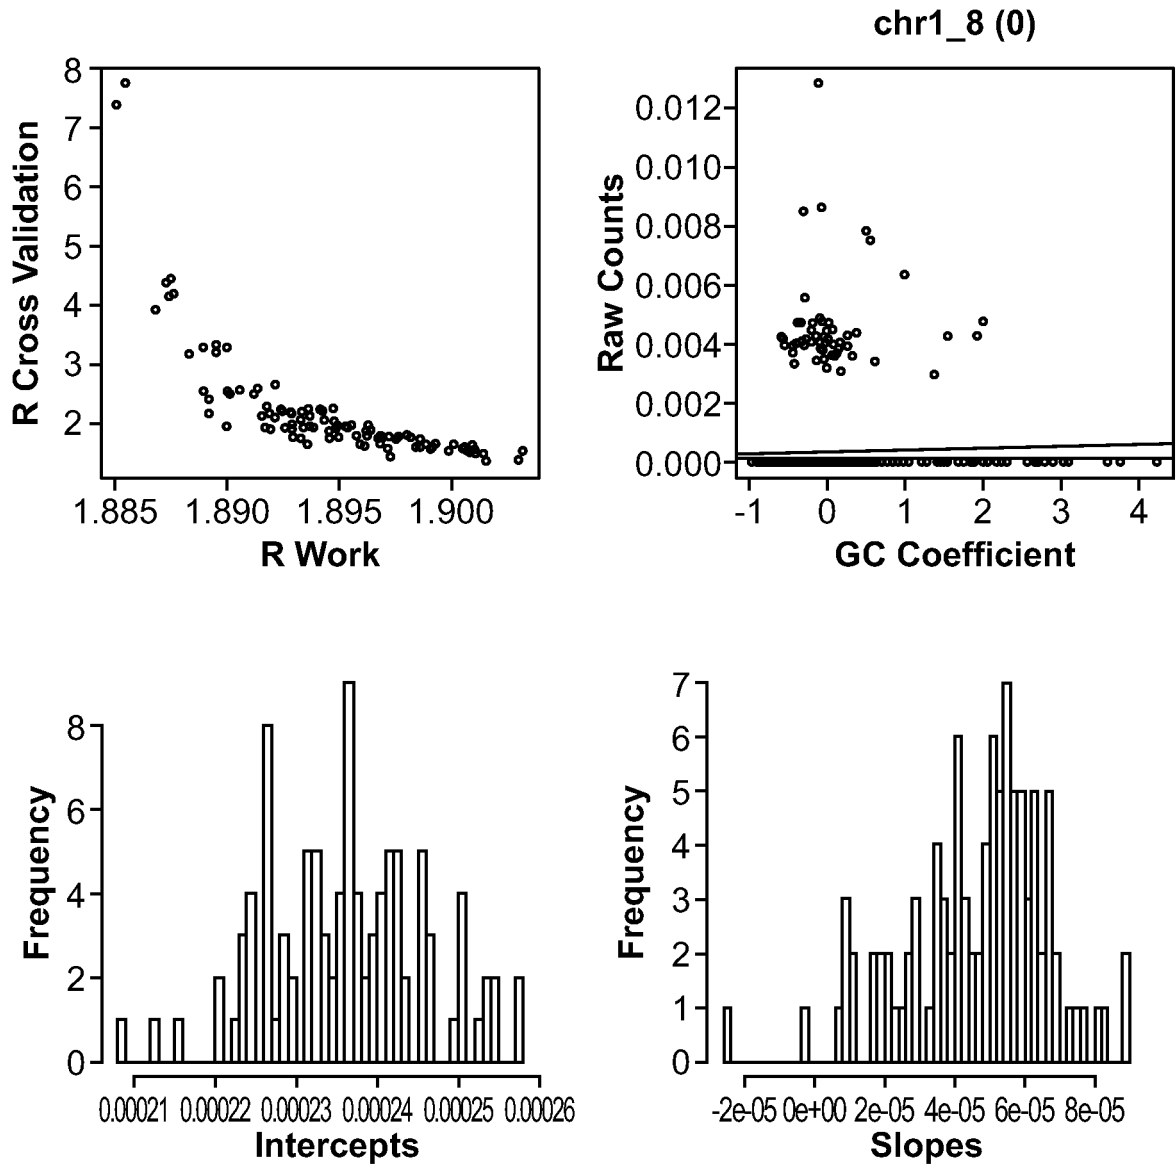 chr1_8 (0)
R Cross Validation
8
7
6
5
4
3
2
1.885 1.890 1.895 1.900
R Work
Raw Counts
0.012
0.010
0.008
0.006
0.004
0.002
0.000
-1 0 1 2 3 4
GC Coefficient
Frequency
8
6
4
2
0
0.00021 0.00022 0.00023 0.00024 0.00025 0.00026
Intercepts
Frequency
7
6
5
4
3
2
1
0
-2e-05 0e+00 2e-05 4e-05 6e-05 8e-05
Slopes